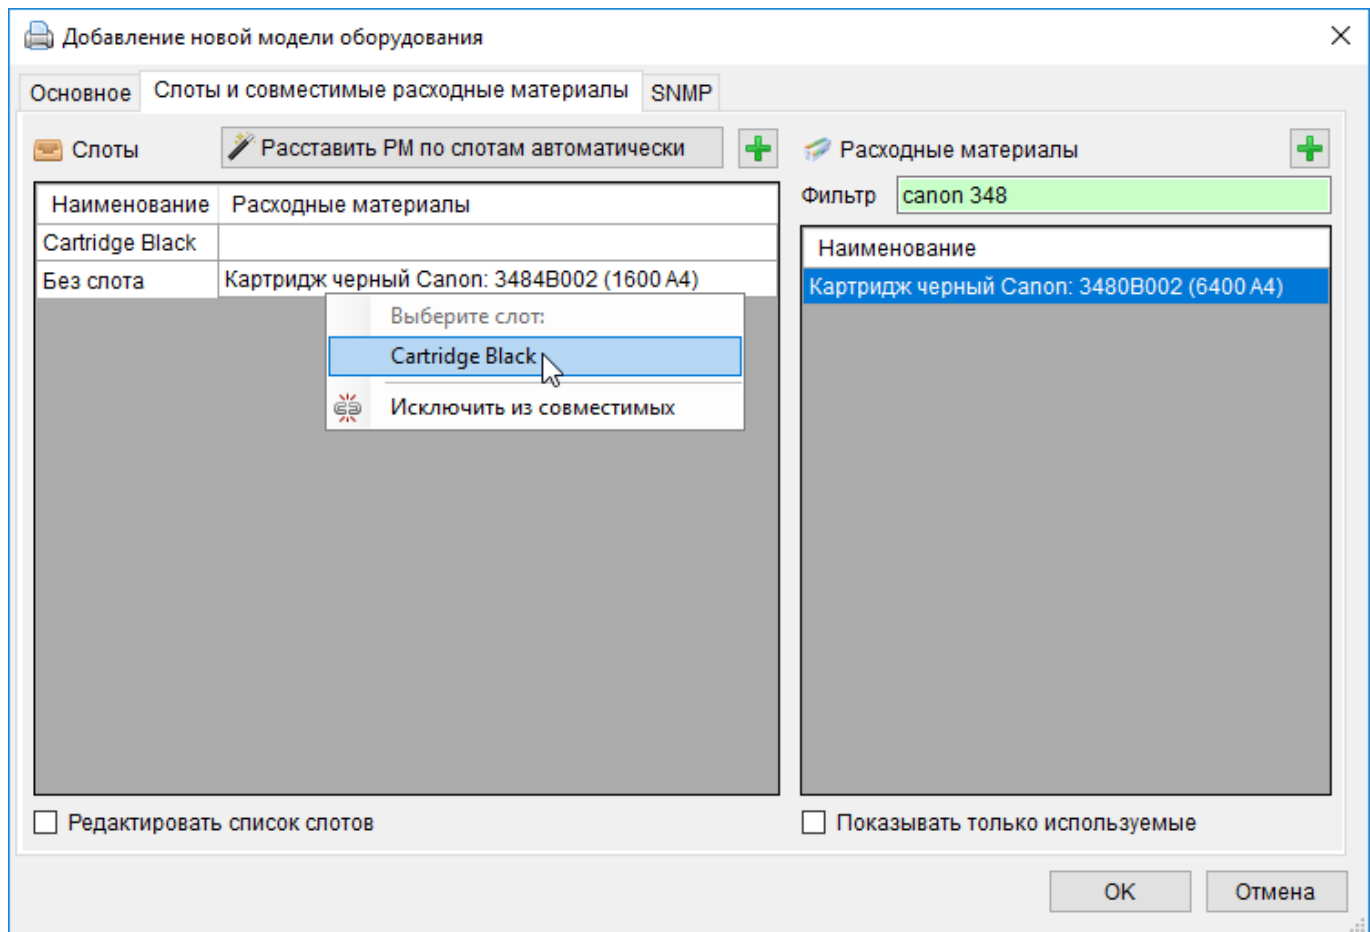 Добавление новой модели оборудования
Основное Слоты и совместимые расходные материалы SNMP
Слоты Расставить РМ по слотам автоматически
Наименование Расходные материалы
Cartridge Black
Без слота Картридж черный Canon: 3484B002 (1600 A4)
Выберите слот:
Cartridge Black
Исключить из совместимых
Редактировать список слотов
Расходные материалы
Фильтр canon 348
Наименование
Картридж черный Canon: 3480B002 (6400 A4)
Показывать только используемые
OK Отмена